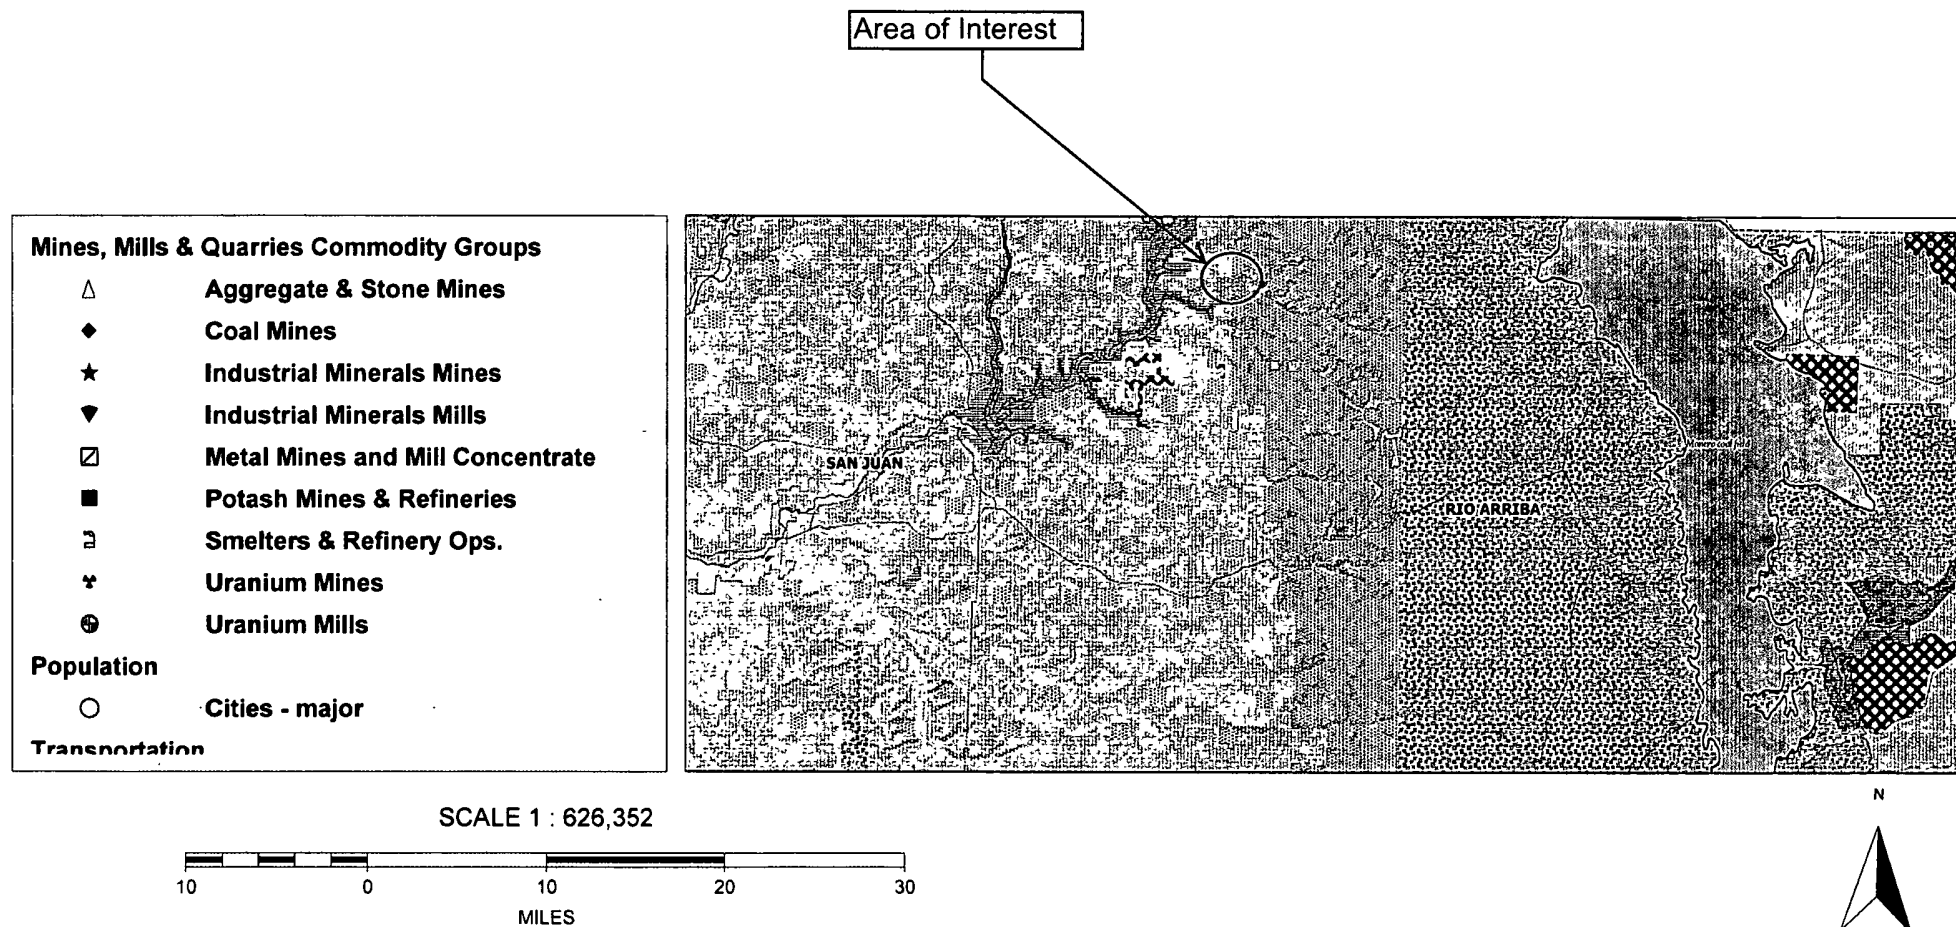 Area of Interest
Mines, Mills & Quarries Commodity Groups
Aggregate & Stone Mines
Coal Mines
Industrial Minerals Mines
Industrial Minerals Mills
Metal Mines and Mill Concentrate
Potash Mines & Refineries
Smelters & Refinery Ops.
Uranium Mines
Uranium Mills
Population
Cities - major
Transportation
SAN JUAN
RIO ARRIBA
SCALE 1 : 626,352
10 0 10 20 30
MILES
N